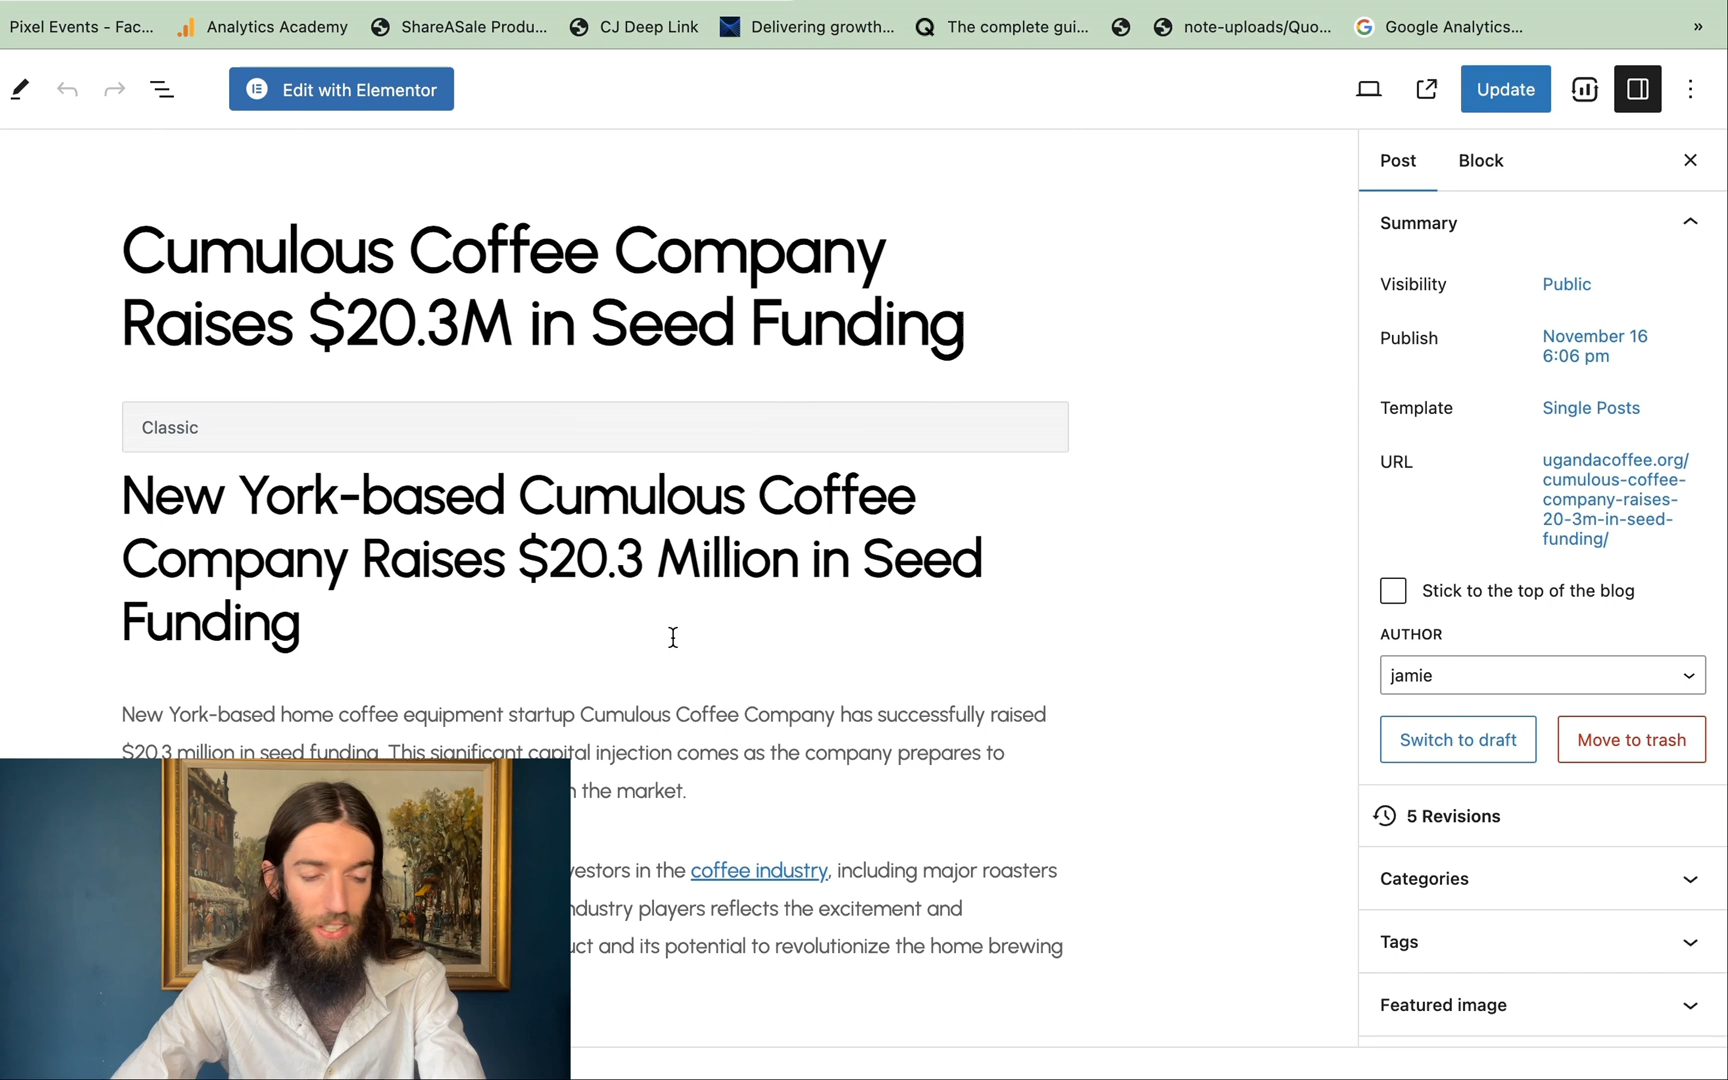 Pixel Events - Fac...
Analytics Academy
ShareASale Produ...
CJ Deep Link
Delivering growth...
The complete gui...
note-uploads/Quo...
Google Analytics...
»
Edit with Elementor
Update
Cumulous Coffee Company
Raises $20.3M in Seed Funding
Classic
New York-based Cumulous Coffee
Company Raises $20.3 Million in Seed
Funding
New York-based home coffee equipment startup Cumulous Coffee Company has successfully raised
$20.3 million in seed funding. This significant capital injection comes as the company prepares to
the market.
in the coffee industry, including major roasters
players reflects the excitement and
and its potential to revolutionize the home brewing
Post
Block
Summary
Visibility
Public
Publish
November 16
6:06 pm
Template
Single Posts
URL
ugandacoffee.org/
cumulous-coffee-
company-raises-
20-3m-in-seed-
funding/
Stick to the top of the blog
AUTHOR
jamie
Switch to draft
Move to trash
5 Revisions
Categories
Tags
Featured image